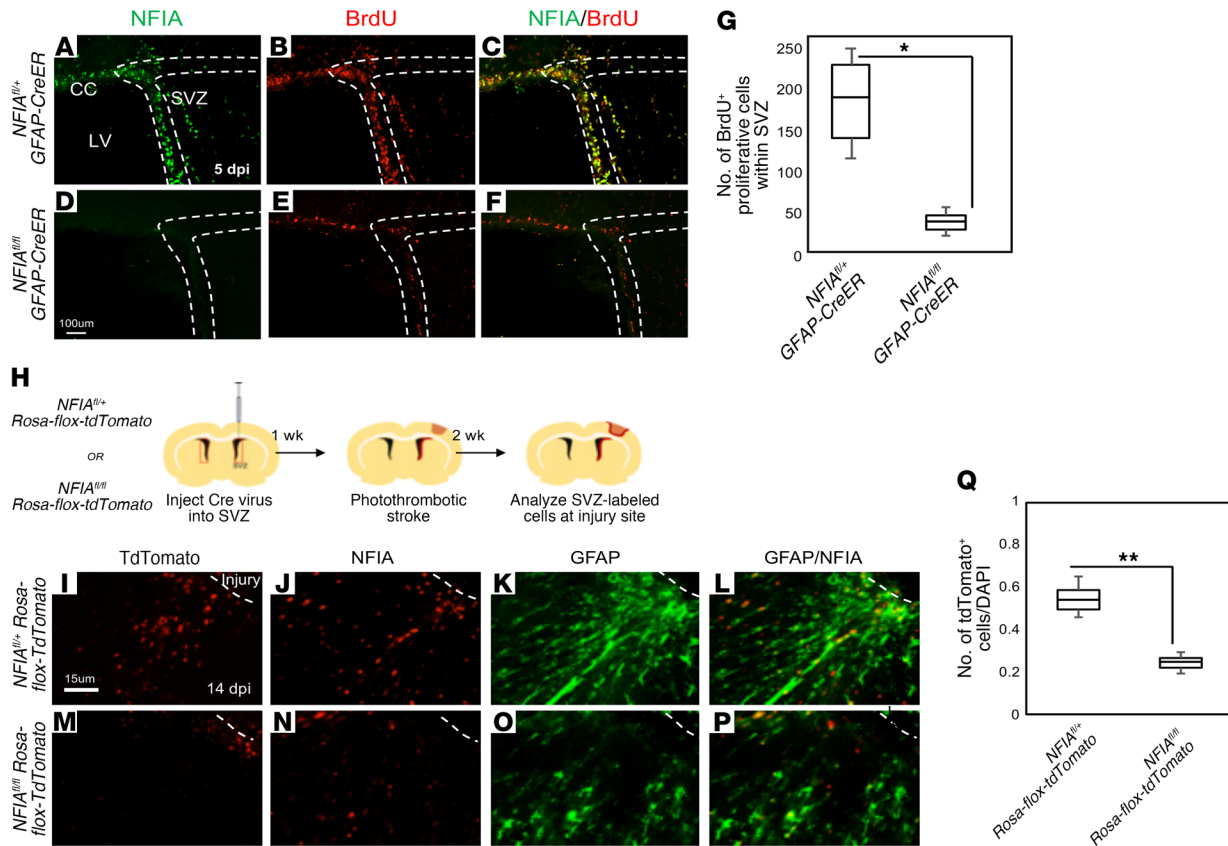 NFIA
BrdU
NFIA/BrdU
NFIAfl/+
GFAP-CreER
A
CC
SVZ
LV
5 dpi
B
C
NFIAfl/fl
GFAP-CreER
D
100um
E
F
G
No. of BrdU+
proliferative cells
within SVZ
250
200
150
100
50
0
*
NFIAfl/+
GFAP-CreER
NFIAfl/fl
GFAP-CreER
H
NFIAfl/+
Rosa-flox-tdTomato
OR
NFIAfl/fl
Rosa-flox-tdTomato
SVZ
1 wk
2 wk
Inject Cre virus
into SVZ
Photothrombotic
stroke
Analyze SVZ-labeled
cells at injury site
TdTomato
NFIA
GFAP
GFAP/NFIA
NFIAfl/+ Rosa-
flox-TdTomato
I
Injury
15um
14 dpi
J
K
L
NFIAfl/fl Rosa-
flox-TdTomato
M
N
O
P
Q
No. of tdTomato+
cells/DAPI
1
0.8
0.6
0.4
0.2
0
**
NFIAfl/+
Rosa-flox-tdTomato
NFIAfl/fl
Rosa-flox-tdTomato